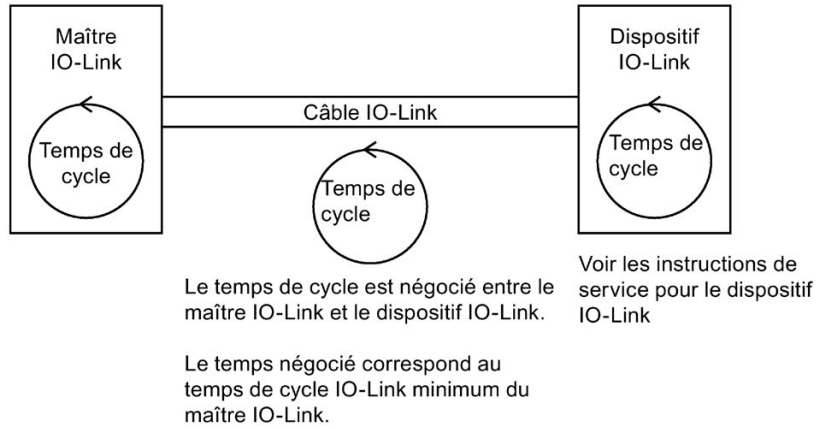 Maître
IO-Link
Temps de
cycle
Câble IO-Link
Temps de
cycle
Dispositif
IO-Link
Temps de
cycle
Le temps de cycle est négocié entre le
maître IO-Link et le dispositif IO-Link.
Le temps négocié correspond au
temps de cycle IO-Link minimum du
maître IO-Link.
Voir les instructions de
service pour le dispositif
IO-Link